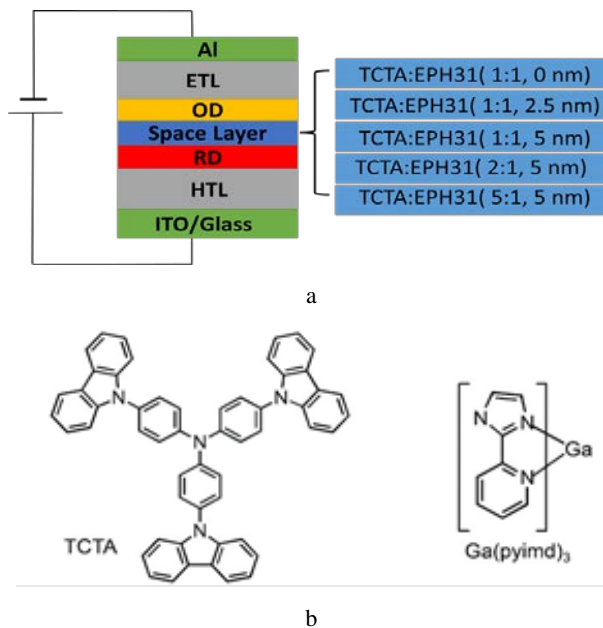 Al
ETL
OD
Space Layer
RD
HTL
ITO/Glass
TCTA:EPH31( 1:1, 0 nm)
TCTA:EPH31( 1:1, 2.5 nm)
TCTA:EPH31( 1:1, 5 nm)
TCTA:EPH31( 2:1, 5 nm)
TCTA:EPH31( 5:1, 5 nm)
a
N
N
N
N
TCTA
N
N
N
Ga
Ga(pyimd)₃
b